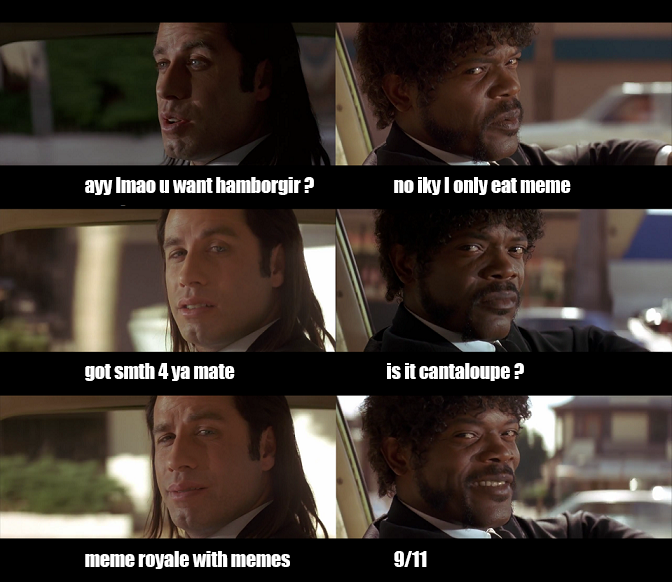 ayy lmao u want hamborgir ?
no iky I only eat meme
got smth 4 ya mate
is it cantaloupe ?
meme royale with memes
9/11